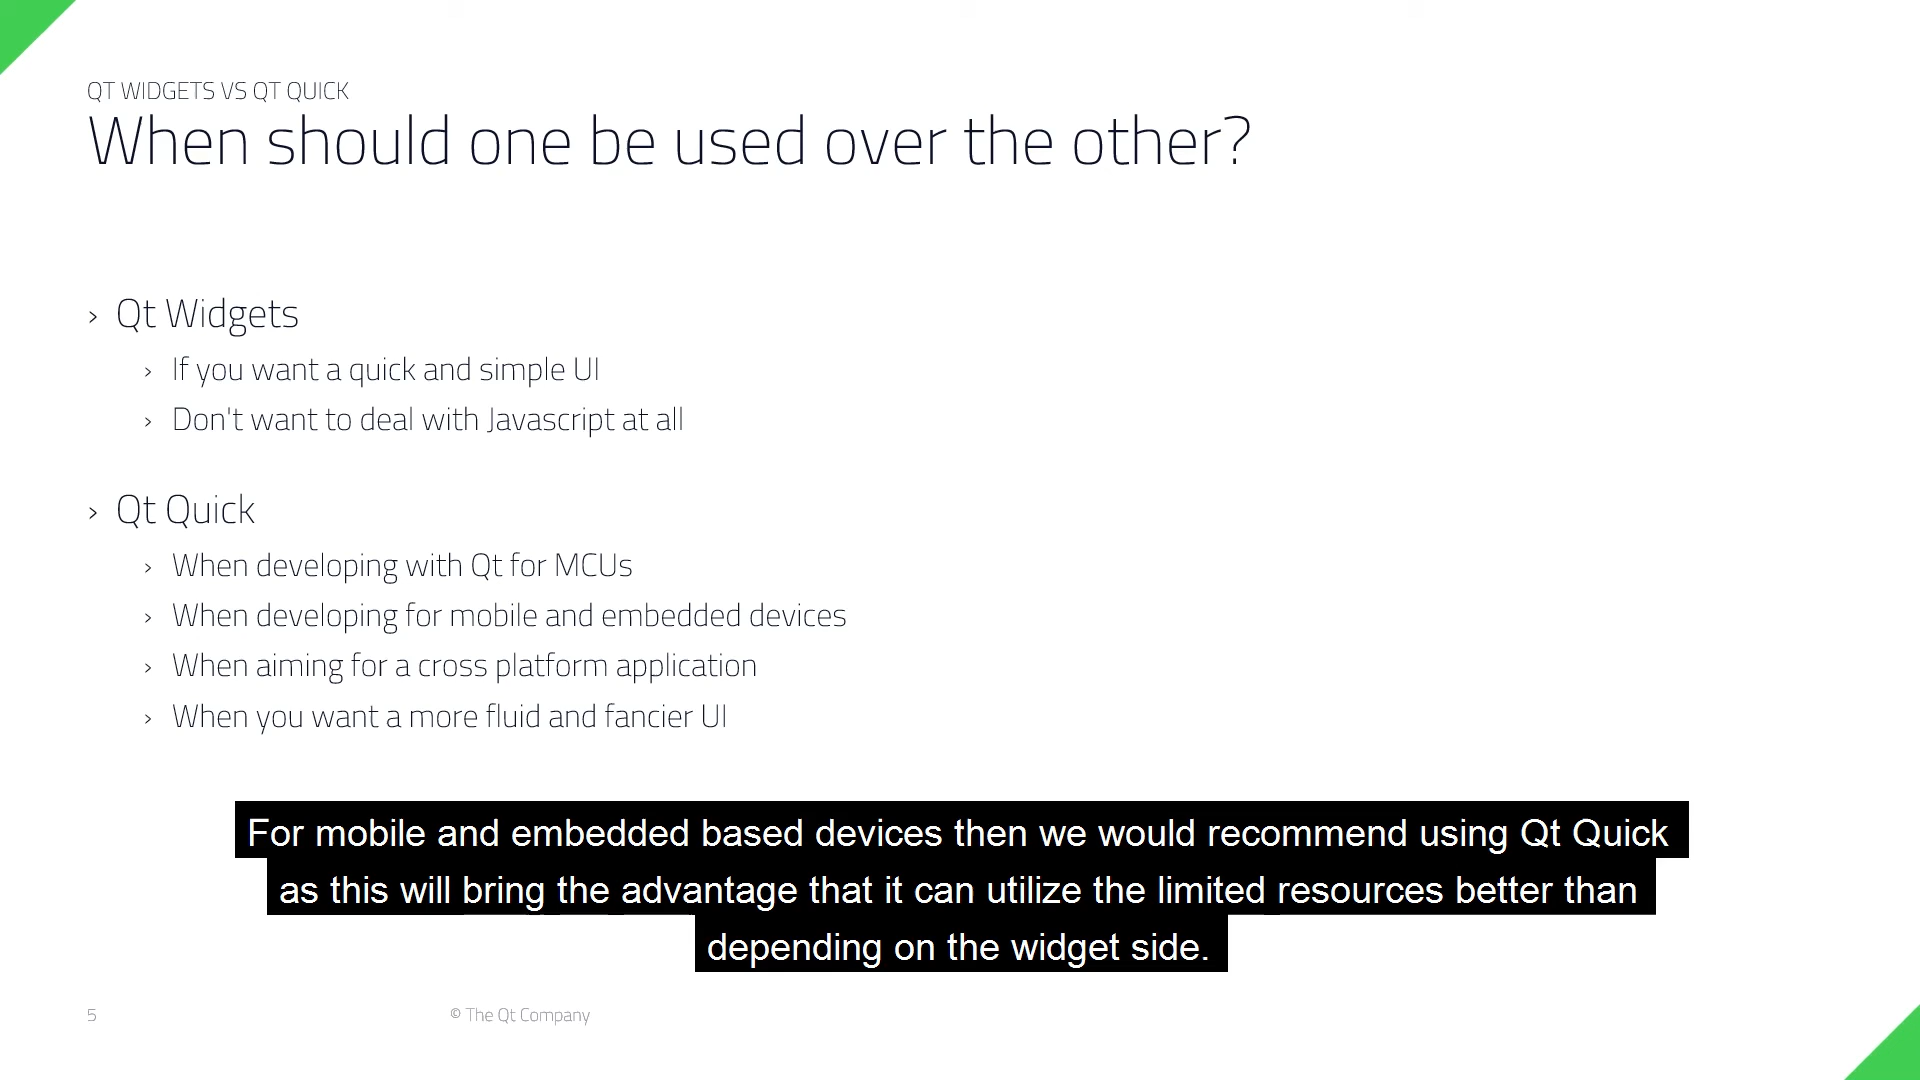 QT WIDGETS VS QT QUICK
When should one be used over the other?
› Qt Widgets
› If you want a quick and simple UI
› Don't want to deal with Javascript at all
› Qt Quick
› When developing with Qt for MCUs
› When developing for mobile and embedded devices
› When aiming for a cross platform application
› When you want a more fluid and fancier UI
For mobile and embedded based devices then we would recommend using Qt Quick
as this will bring the advantage that it can utilize the limited resources better than
depending on the widget side.
5 © The Qt Company